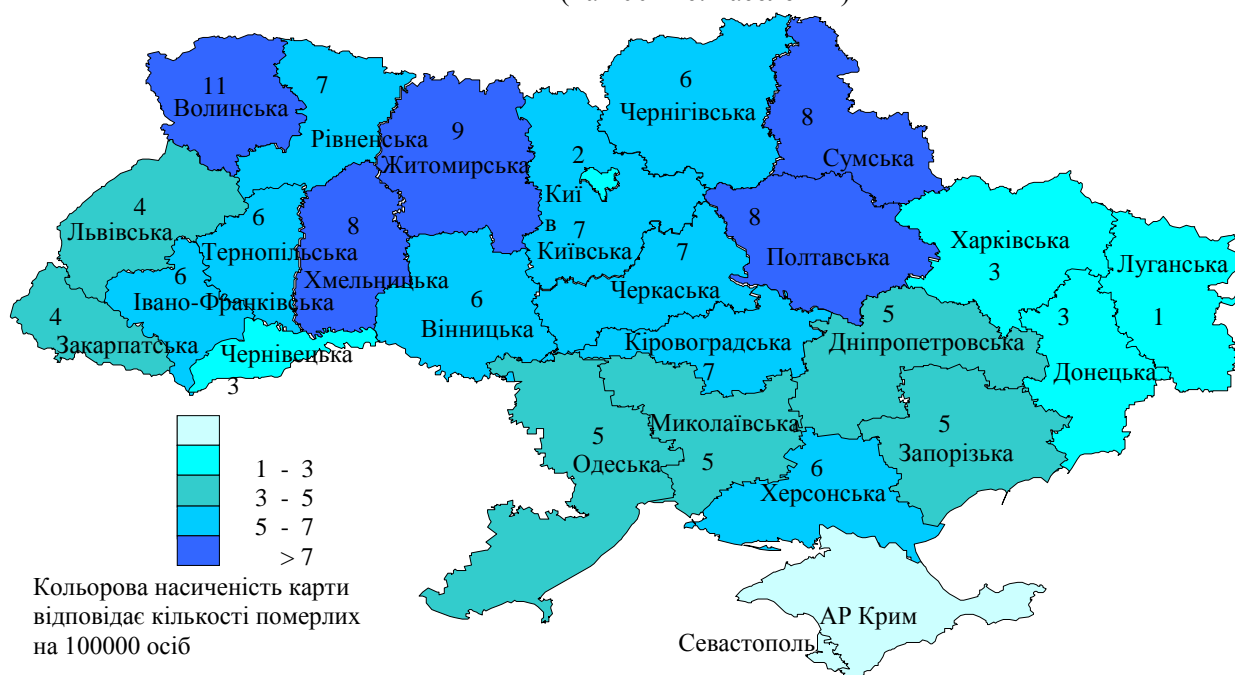 11
Волинська
7
Рівненська
9
Житомирська
6
Чернігівська
8
Сумська
2
Киї
в
7
Київська
4
Львівська
6
Тернопільська
8
Хмельницька
7
Черкаська
8
Полтавська
Харківська
3
Луганська
1
6
Івано-Франківська
4
Закарпатська
Чернівецька
3
6
Вінницька
Кіровоградська
7
5
Дніпропетровська
3
Донецька
5
Одеська
Миколаївська
5
5
Запорізька
6
Херсонська
АР Крим
Севастополь
1 - 3
3 - 5
5 - 7
> 7
Кольорова насиченість карти
відповідає кількості померлих
на 100000 осіб